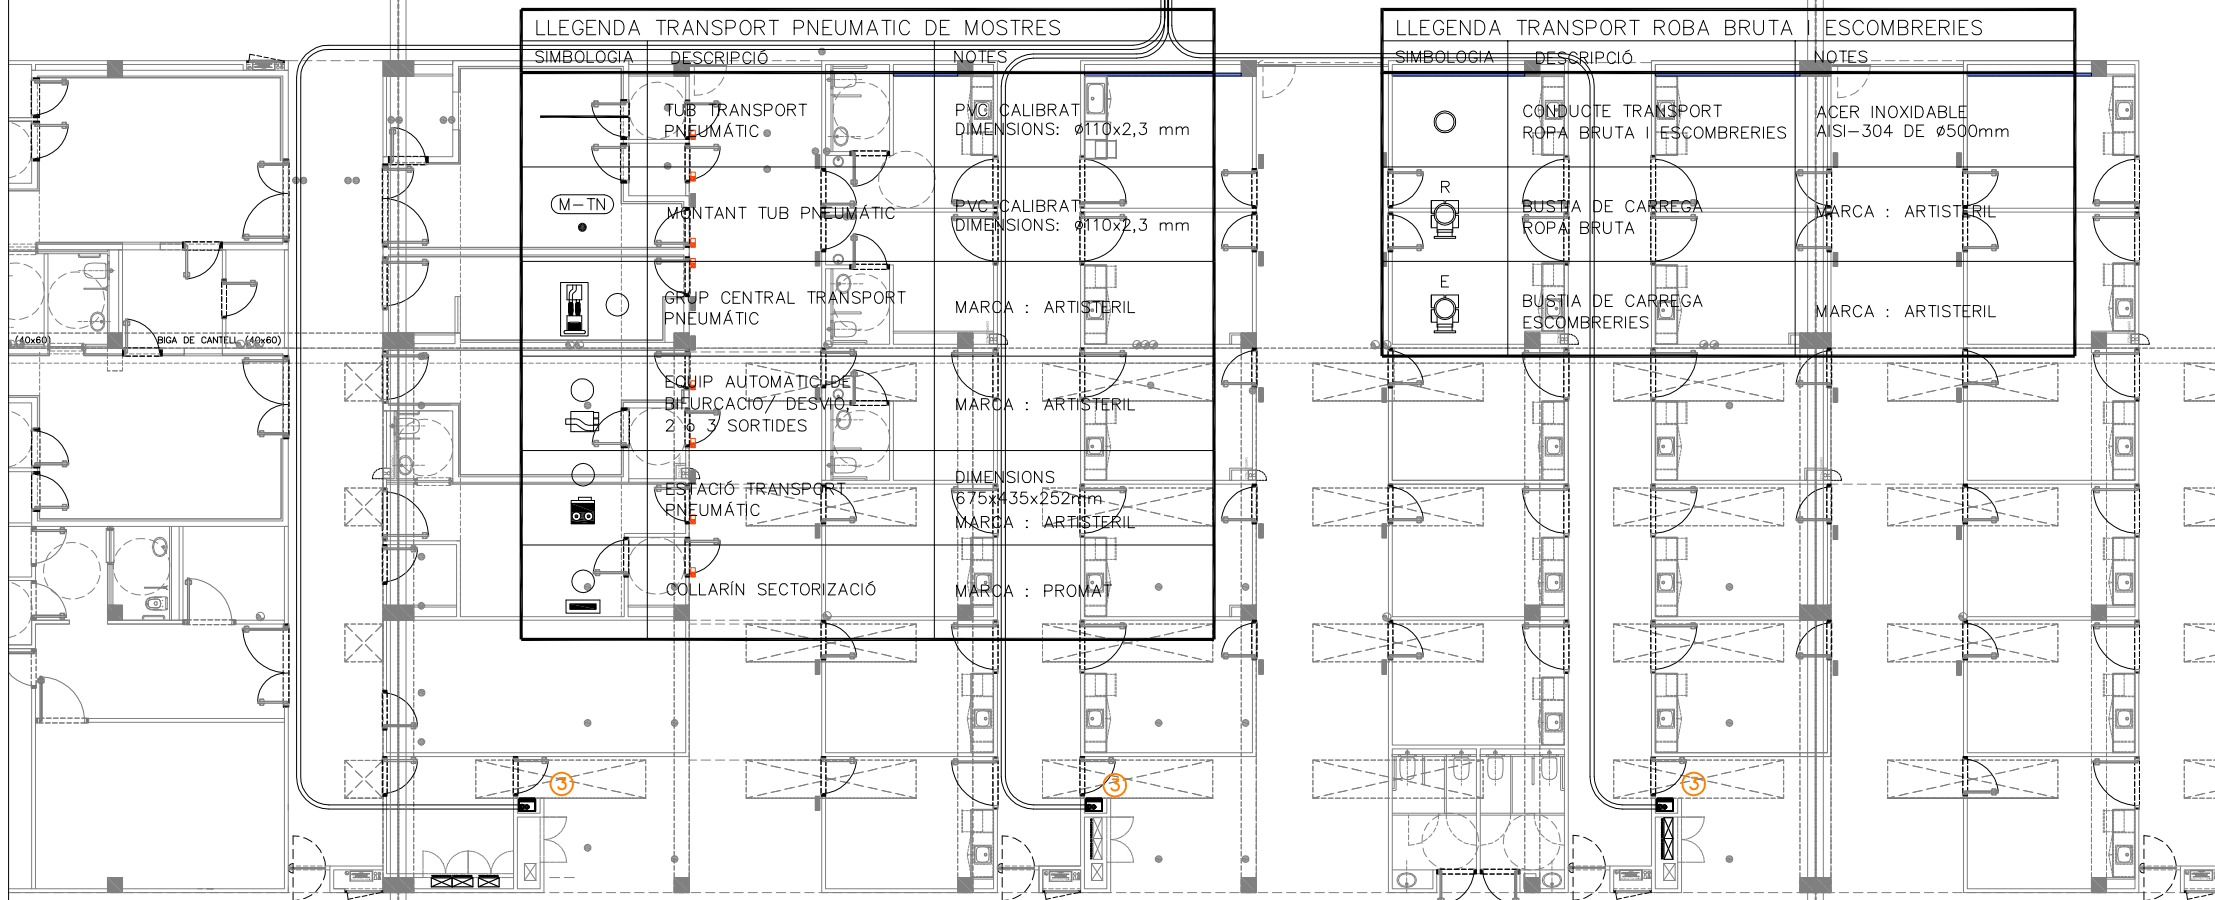 LLEGENDA TRANSPORT PNEUMATIC DE MOSTRES
SIMBOLOGIA DESCRIPCIÓ NOTES
TUB TRANSPORT
PNEUMÁTIC
PVC CALIBRAT
DIMENSIONS: ø110x2,3 mm
M-TN
MONTANT TUB PNEUMÁTIC
PVC CALIBRAT
DIMENSIONS: ø110x2,3 mm
GRUP CENTRAL TRANSPORT
PNEUMÁTIC
MARCA : ARTISTERIL
EQUIP AUTOMATIC DE
BIFURCACIO/ DESVIO,
2 o 3 SORTIDES
MARCA : ARTISTERIL
ESTACIÓ TRANSPORT
PNEUMÁTIC
DIMENSIONS
675x435x252mm
MARCA : ARTISTERIL
COLLARÍN SECTORIZACIÓ
MARCA : PROMAT
LLEGENDA TRANSPORT ROBA BRUTA I ESCOMBRERIES
SIMBOLOGIA DESCRIPCIÓ NOTES
CONDUCTE TRANSPORT
ROPA BRUTA I ESCOMBRERIES
ACER INOXIDABLE
AISI-304 DE ø500mm
R
BUSTIA DE CARREGA
ROPA BRUTA
MARCA : ARTISTERIL
E
BUSTIA DE CARREGA
ESCOMBRERIES
MARCA : ARTISTERIL
(40x60)
BIGA DE CANTELL (40x60)
3
3
3